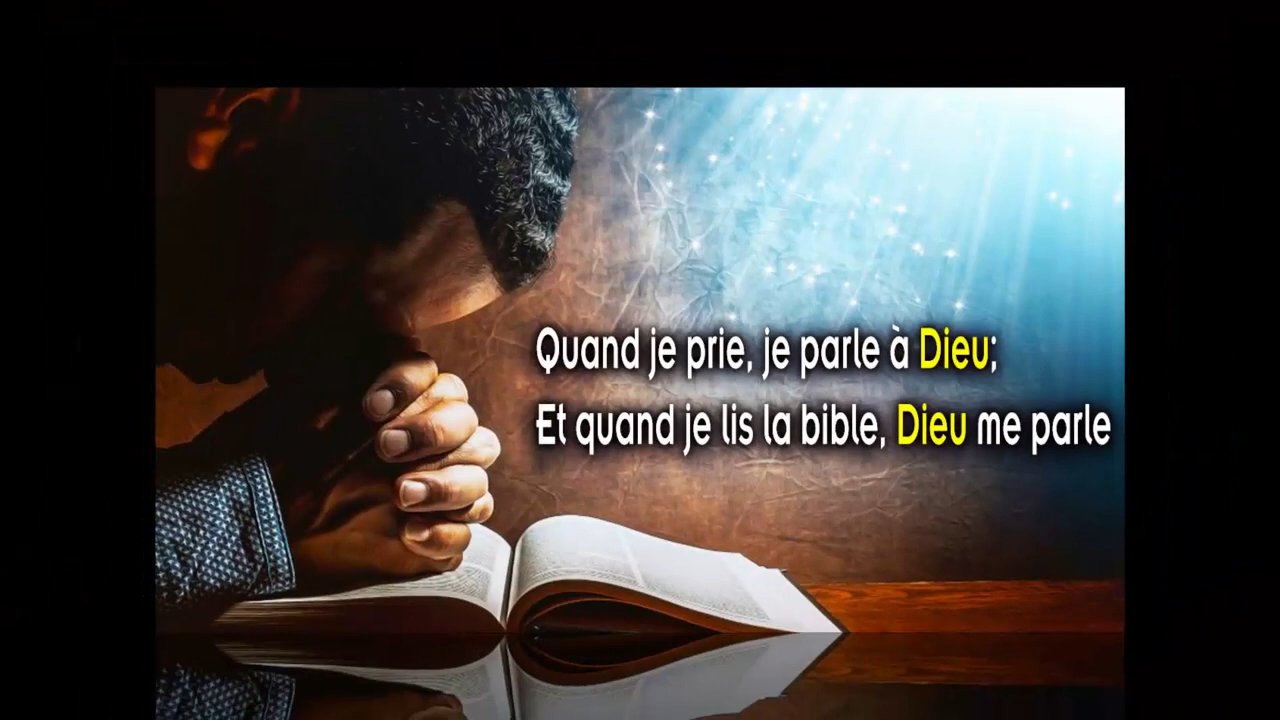 Quand je prie, je parle à Dieu;
Et quand je lis la bible, Dieu me parle